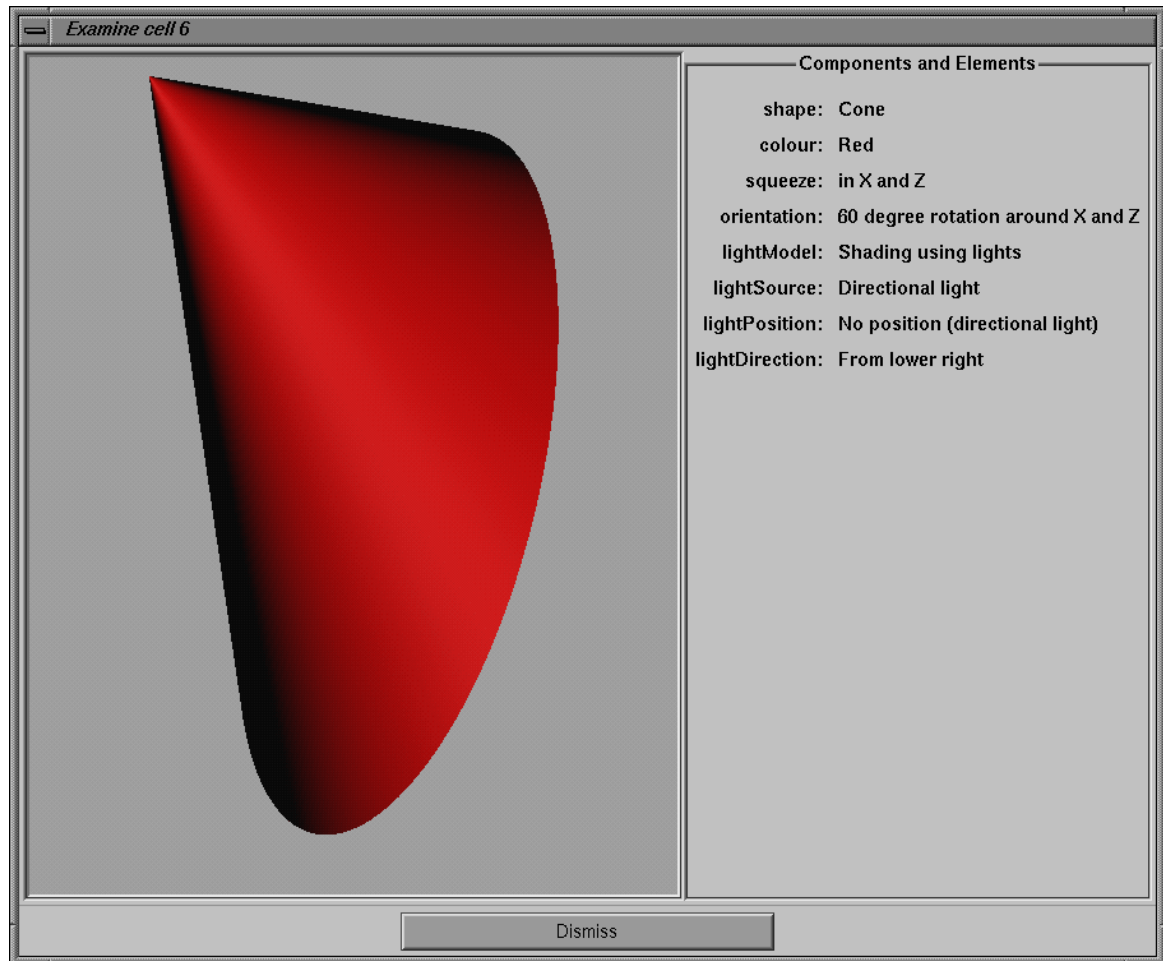 Examine cell 6
Components and Elements
shape: Cone
colour: Red
squeeze: in X and Z
orientation: 60 degree rotation around X and Z
lightModel: Shading using lights
lightSource: Directional light
lightPosition: No position (directional light)
lightDirection: From lower right
Dismiss